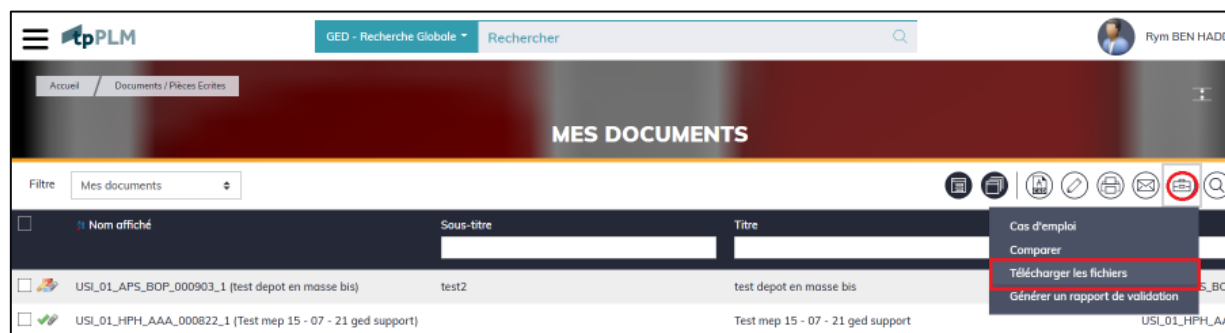 tpPLM
GED - Recherche Globale
Rechercher
Rym BEN HADD
Accueil / Documents / Pièces Ecrites
MES DOCUMENTS
Filtre
Mes documents
Nom affiché
Sous-titre
Titre
Cas d'emploi
Comparer
Télécharger les fichiers
Générer un rapport de validation
USI_01_APS_BOP_000903_1 (test depot en masse bis)
test2
test depot en masse bis
USI_01_HPH_AAA_000822_1 (Test mep 15 - 07 - 21 ged support)
Test mep 15 - 07 - 21 ged support
USI_01_HPH_A